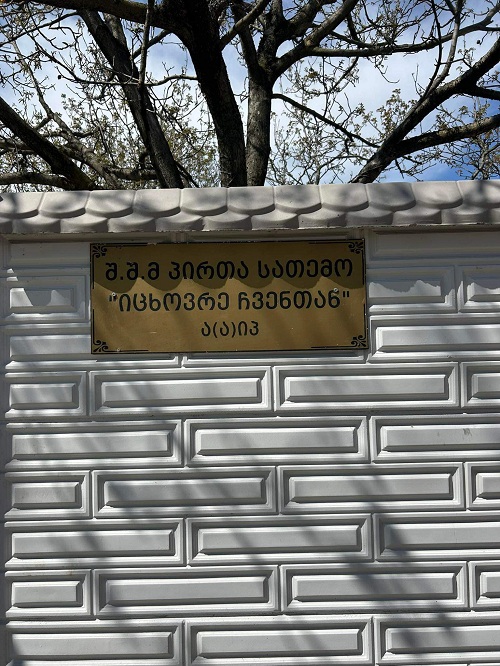 შ.შ.მ პირთა სათემო
"იცხოვრე ჩვენთან"
ა(ა)იპ